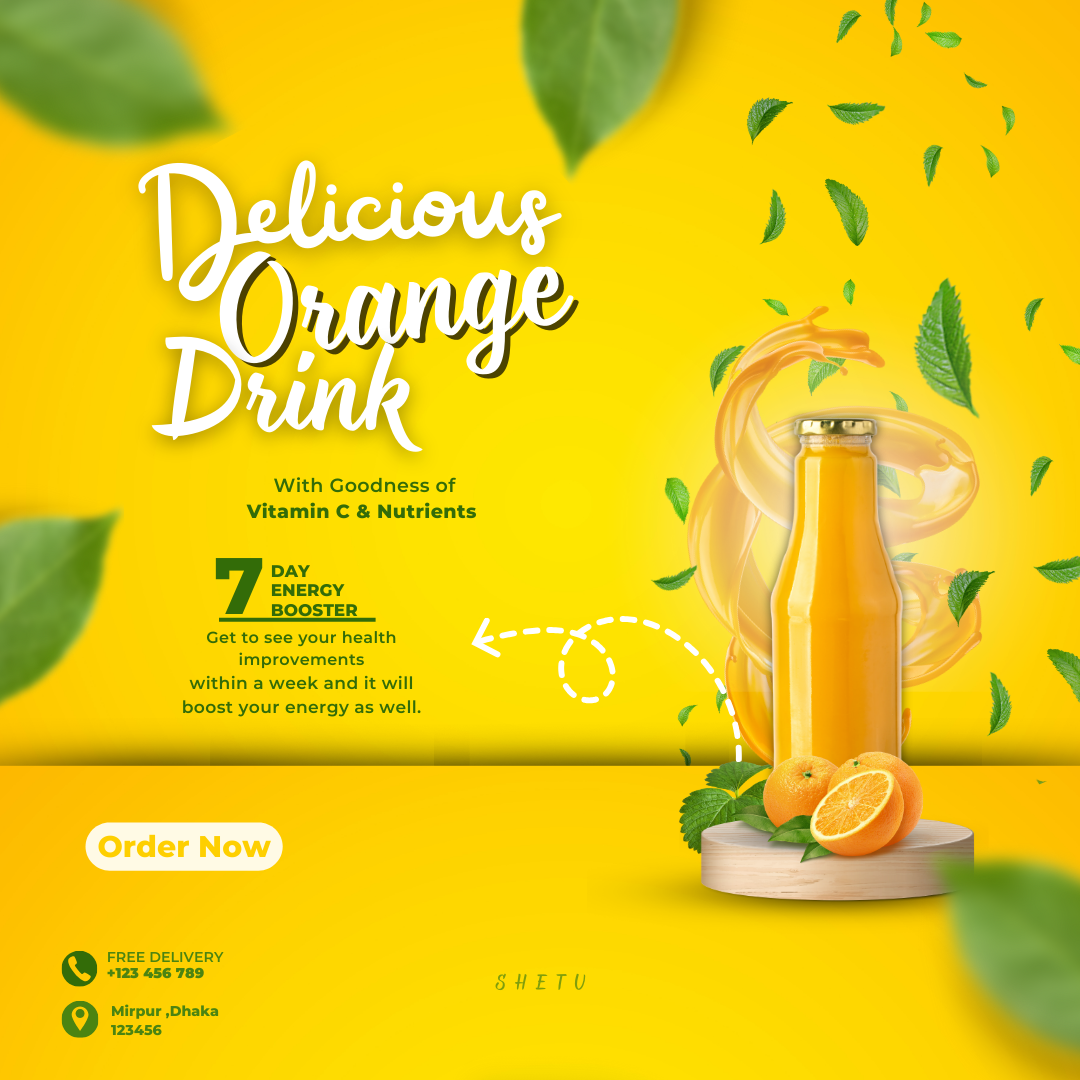 Delicious
Orange
Drink
With Goodness of
Vitamin C & Nutrients
7 DAY
ENERGY
BOOSTER
Get to see your health
improvements
within a week and it will
boost your energy as well.
Order Now
FREE DELIVERY
+123 456 789
Mirpur ,Dhaka
123456
SHETU